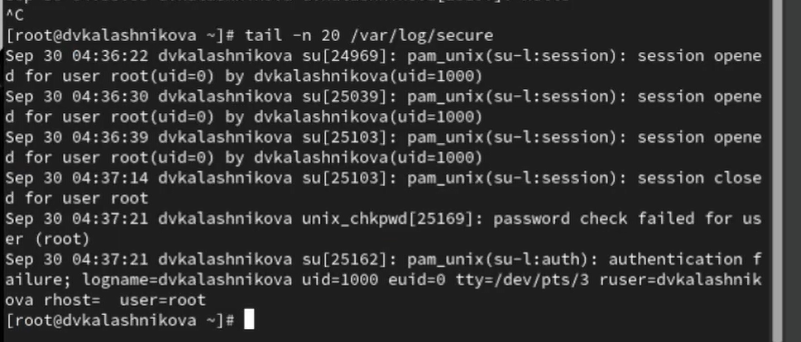 ^C
[root@dvkalashnikova ~]# tail -n 20 /var/log/secure
Sep 30 04:36:22 dvkalashnikova su[24969]: pam_unix(su-l:session): session opene
d for user root(uid=0) by dvkalashnikova(uid=1000)
Sep 30 04:36:30 dvkalashnikova su[25039]: pam_unix(su-l:session): session opene
d for user root(uid=0) by dvkalashnikova(uid=1000)
Sep 30 04:36:39 dvkalashnikova su[25103]: pam_unix(su-l:session): session opene
d for user root(uid=0) by dvkalashnikova(uid=1000)
Sep 30 04:37:14 dvkalashnikova su[25103]: pam_unix(su-l:session): session close
d for user root
Sep 30 04:37:21 dvkalashnikova unix_chkpwd[25169]: password check failed for us
er (root)
Sep 30 04:37:21 dvkalashnikova su[25162]: pam_unix(su-l:auth): authentication f
ailure; logname=dvkalashnikova uid=1000 euid=0 tty=/dev/pts/3 ruser=dvkalashnik
ova rhost=  user=root
[root@dvkalashnikova ~]#